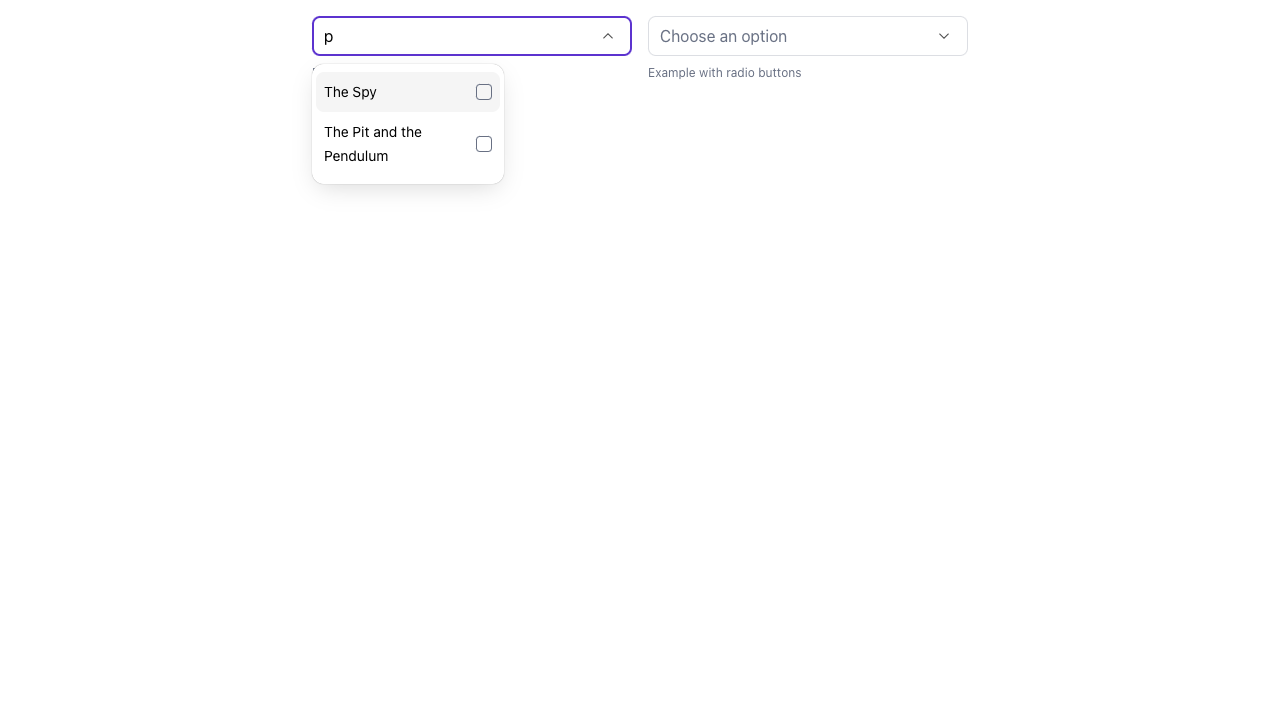 p
Choose an option
Example with radio buttons
The Spy
The Pit and the
Pendulum